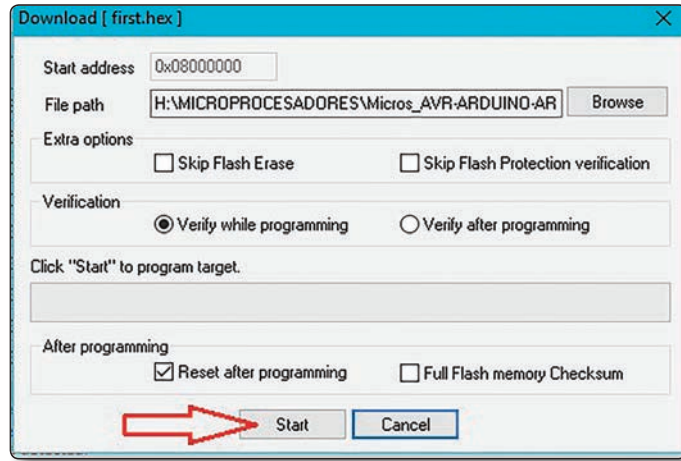 Download [ first.hex ]
Start address 0x08000000
File path H:\MICROPROCESADORES\Micros_AVR-ARDUINO-AR Browse
Extra options
Skip Flash Erase Skip Flash Protection verification
Verification
Verify while programming Verify after programming
Click "Start" to program target.
After programming
Reset after programming Full Flash memory Checksum
Start Cancel